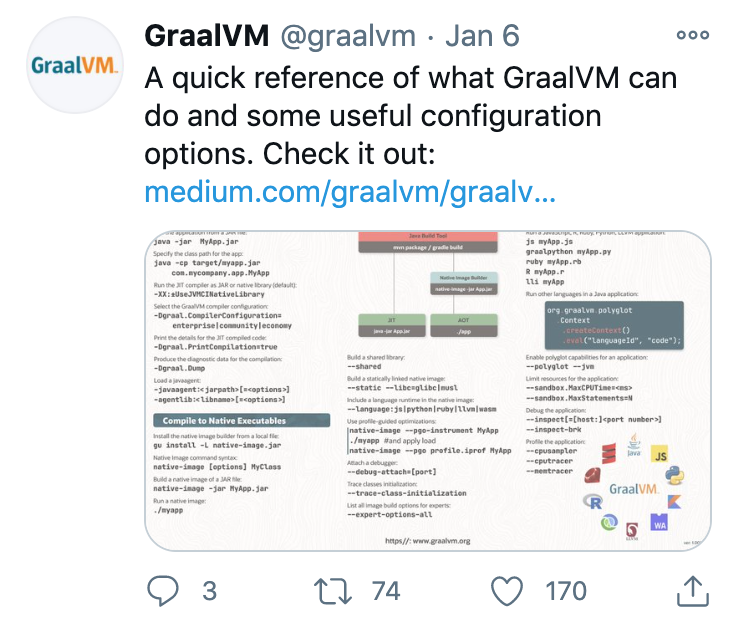 GraalVM @graalvm · Jan 6
GraalVM.
A quick reference of what GraalVM can
do and some useful configuration
options. Check it out:
medium.com/graalvm/graalv...
java -jar MyApp.jar
Specify the class path for the app:
java -cp target/myapp.jar
com.mycompany.app.MyApp
Run the JIT compiler as JAR or native library (default):
-XX:±UseJVMCINativeLibrary
Select the GraalVM compiler configuration:
-Dgraal.CompilerConfiguration=
enterprise|community|economy
Print the details for the JIT compiled code:
-Dgraal.PrintCompilation=true
Produce the diagnostic data for the compilation:
-Dgraal.Dump
Load a javaagent:
-javaagent:<jarpath>[=<options>]
-agentlib:<libname>[=<options>]
Compile to Native Executables
Install the native image builder from a local file:
gu install -L native-image.jar
Native Image command syntax:
native-image [options] MyClass
Build a native image of a JAR file:
native-image -jar MyApp.jar
Run a native image:
./myapp
Java Build Tool
mvn package / gradle build
Native Image Builder
native-image -jar App.jar
JIT
java -jar App.jar
AOT
./app
Build a shared library:
--shared
Build a statically linked native image:
--static --libc=glibc|musl
Include a language runtime in the native image:
--language:js|python|ruby|llvm|wasm
Use profile-guided optimizations:
native-image --pgo-instrument MyApp
./myapp #and apply load
native-image --pgo profile.iprof MyApp
Attach a debugger:
--debug-attach=[port]
Trace classes initialization:
--trace-class-initialization
List all image build options for experts:
--expert-options-all
https//: www.graalvm.org
Run a JavaScript, R, Ruby, Python, LLVM application:
js myApp.js
graalpython myApp.py
ruby myApp.rb
R myApp.r
lli myApp
Run other languages in a Java application:
org.graalvm.polyglot
.Context
.createContext()
.eval("languageId", "code");
Enable polyglot capabilities for an application:
--polyglot --jvm
Limit resources for the application:
--sandbox.MaxCPUTime=<ms>
--sandbox.MaxStatements=N
Debug the application:
--inspect[=[host:]<port number>]
--inspect-brk
Profile the application:
--cpusampler
--cputracer
--memtracer
Java
JS
R
GraalVM.
WA
3
74
170